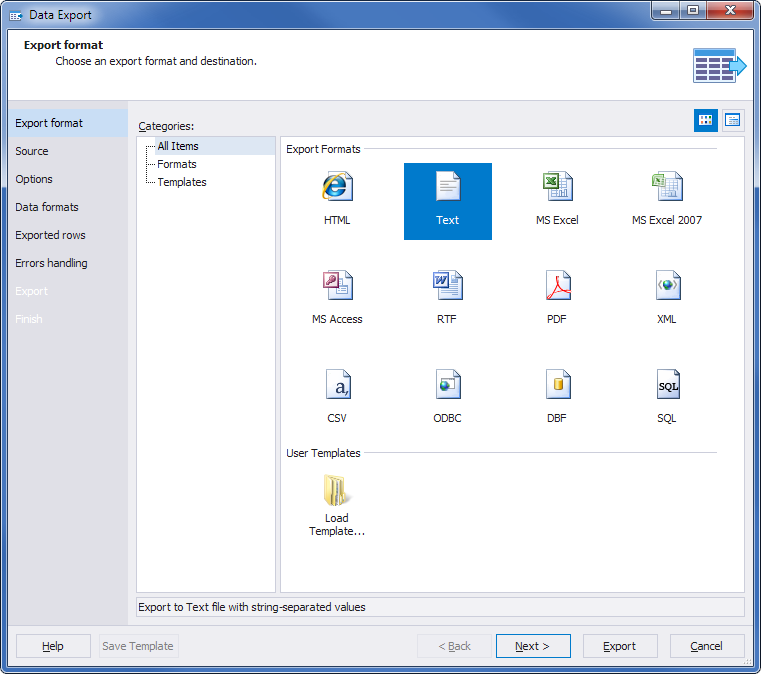 Data Export
Export format
Choose an export format and destination.
Export format
Source
Options
Data formats
Exported rows
Errors handling
Export
Finish
Categories:
All Items
Formats
Templates
Export Formats
HTML
Text
MS Excel
MS Excel 2007
MS Access
RTF
PDF
XML
a,
SQL
CSV
ODBC
DBF
SQL
User Templates
Load
Template...
Export to Text file with string-separated values
Help
Save Template
< Back
Next >
Export
Cancel